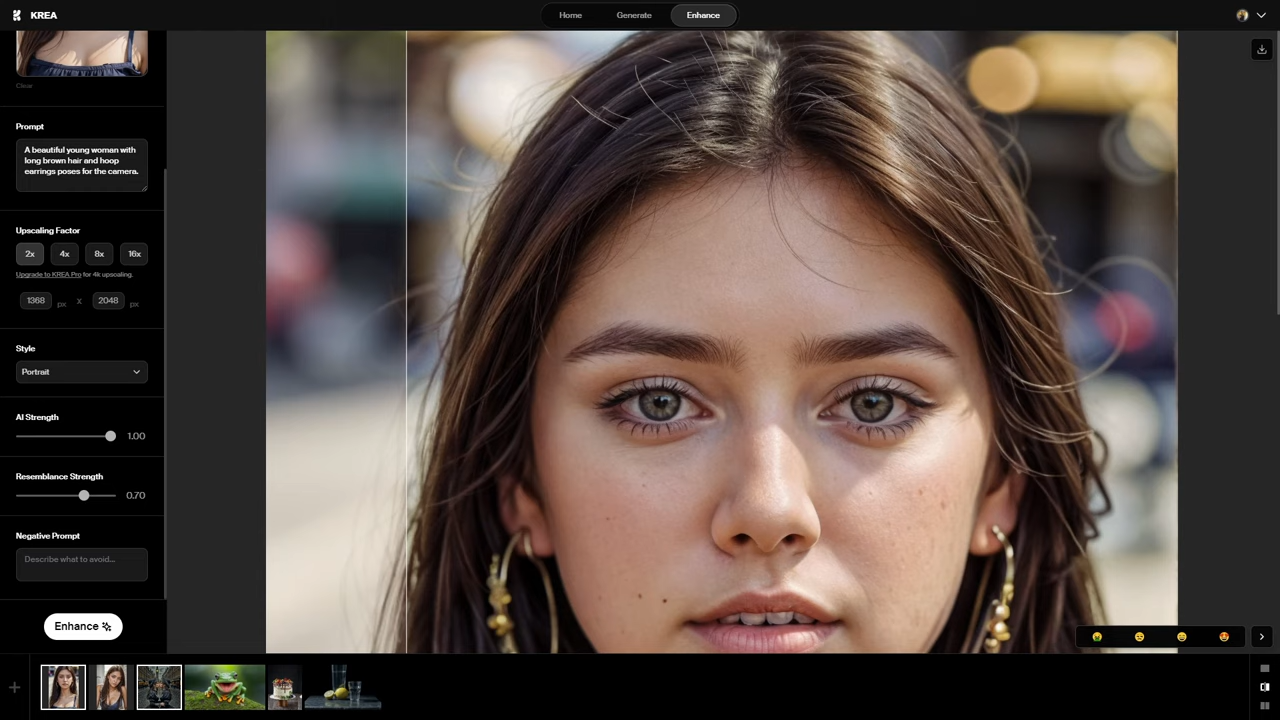 KREA
Home
Generate
Enhance
Clear
Prompt
A beautiful young woman with
long brown hair and hoop
earrings poses for the camera.
Upscaling Factor
2x
4x
8x
16x
Upgrade to KREA Pro for 4k upscaling.
1368 px x 2048 px
Style
Portrait
AI Strength
1.00
Resemblance Strength
0.70
Negative Prompt
Describe what to avoid...
Enhance